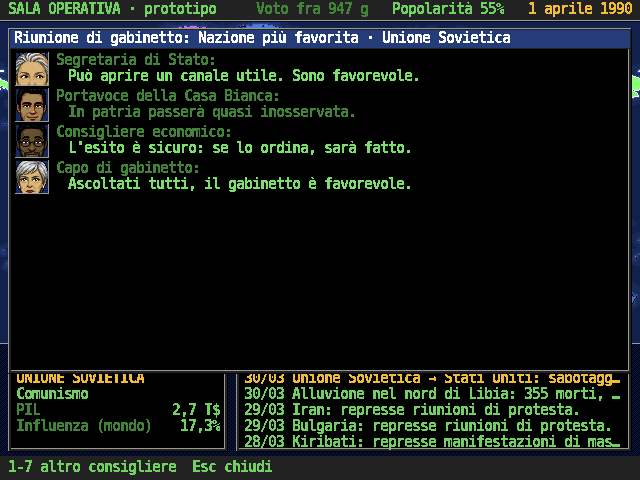 SALA OPERATIVA · prototipo Voto fra 947 g Popolarità 55% 1 aprile 1990
Riunione di gabinetto: Nazione più favorita · Unione Sovietica
Segretaria di Stato:
Può aprire un canale utile. Sono favorevole.
Portavoce della Casa Bianca:
In patria passerà quasi inosservata.
Consigliere economico:
L'esito è sicuro: se lo ordina, sarà fatto.
Capo di gabinetto:
Ascoltati tutti, il gabinetto è favorevole.
UNIONE SOVIETICA
Comunismo
PIL 2,7 T$
Influenza (mondo) 17,3%
30/03 Unione Sovietica → Stati Uniti: sabotagg…
30/03 Alluvione nel nord di Libia: 355 morti, …
29/03 Iran: represse riunioni di protesta.
29/03 Bulgaria: represse riunioni di protesta.
28/03 Kiribati: represse manifestazioni di mas…
1-7 altro consigliere Esc chiudi